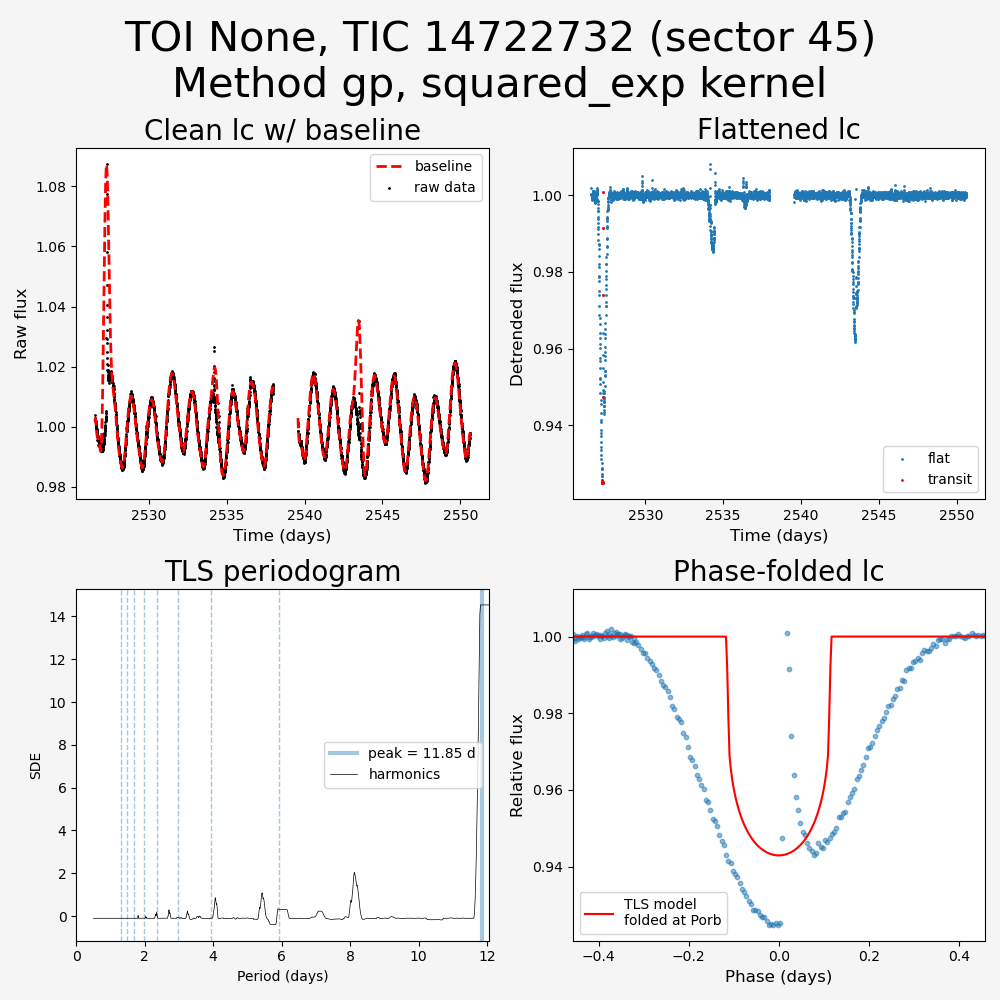 TOI None, TIC 14722732 (sector 45)
Method gp, squared_exp kernel
Clean lc w/ baseline
baseline
raw data
Raw flux
1.08
1.06
1.04
1.02
1.00
0.98
2530
2535
2540
2545
2550
Time (days)
Flattened lc
Detrended flux
1.00
0.98
0.96
0.94
flat
transit
2530
2535
2540
2545
2550
Time (days)
TLS periodogram
SDE
14
12
10
8
6
4
2
0
peak = 11.85 d
harmonics
0
2
4
6
8
10
12
Period (days)
Phase-folded lc
Relative flux
1.00
0.98
0.96
0.94
TLS model
folded at Porb
−0.4
−0.2
0.0
0.2
0.4
Phase (days)